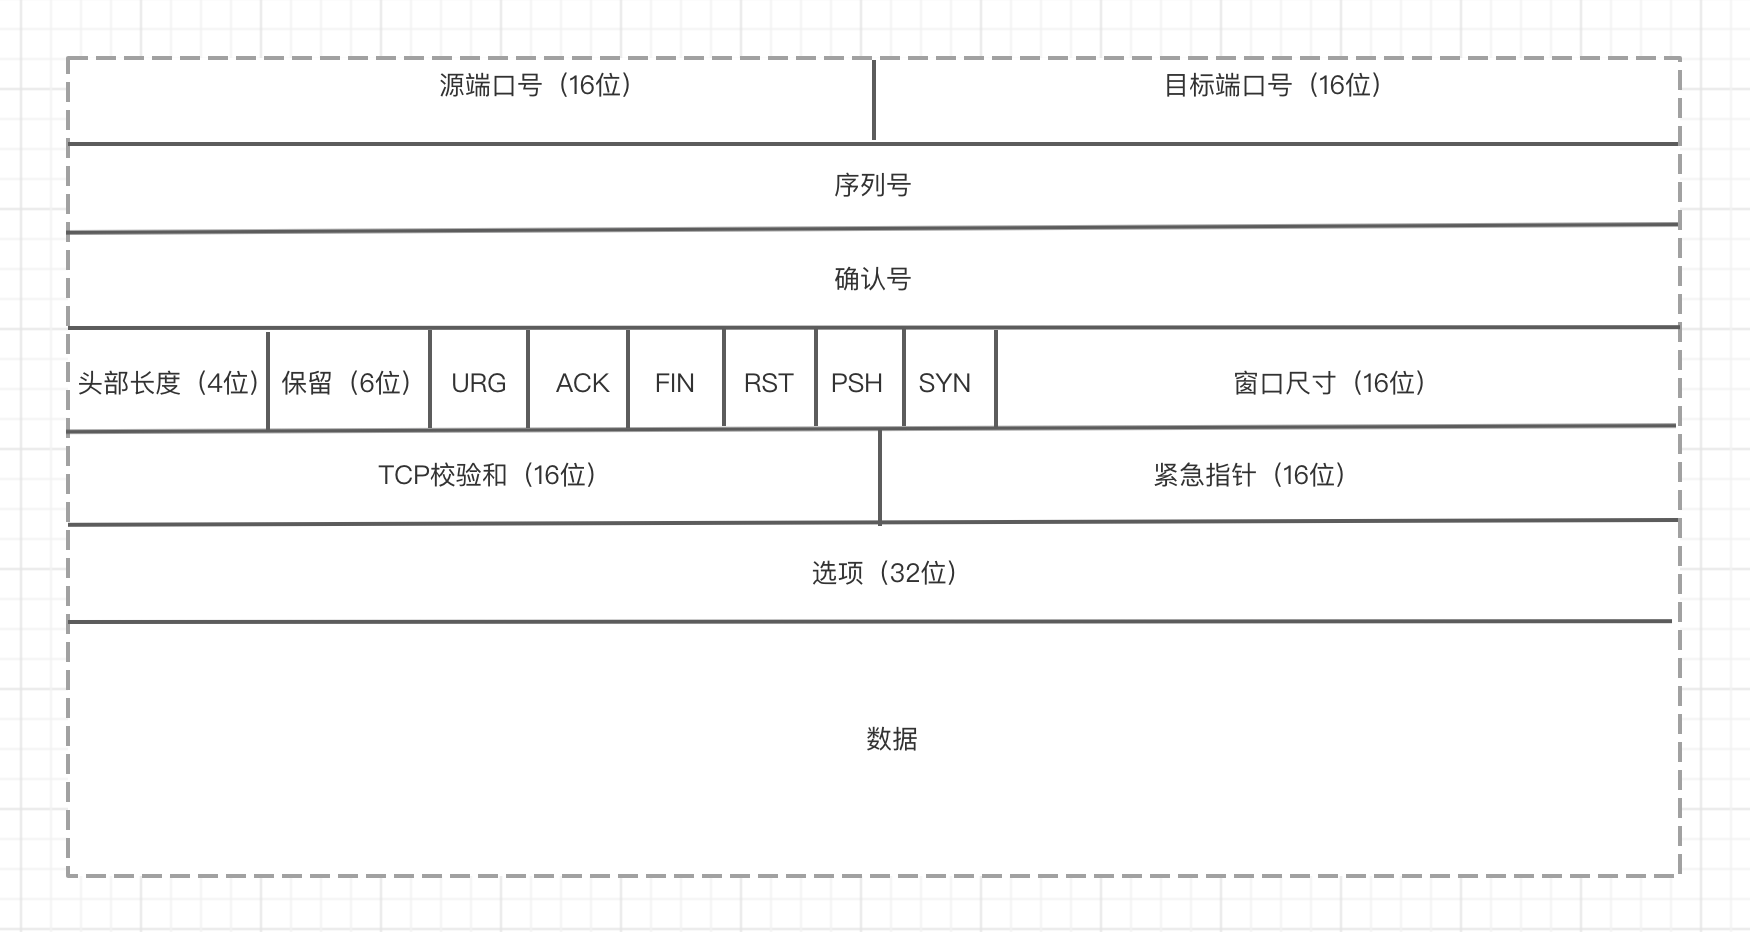 源端口号（16位） 目标端口号（16位）
序列号
确认号
头部长度（4位） 保留（6位） URG ACK FIN RST PSH SYN 窗口尺寸（16位）
TCP校验和（16位） 紧急指针（16位）
选项（32位）
数据